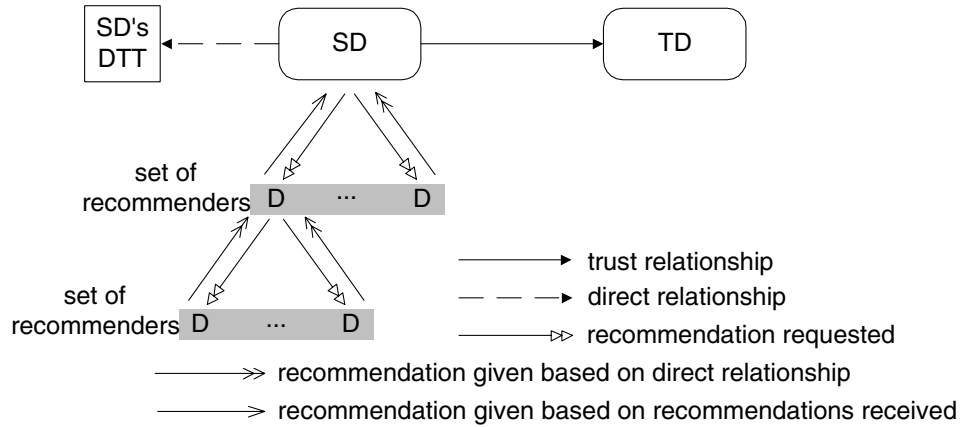 SD's
DTT
SD
TD
set of
recommenders
D ... D
set of
recommenders
D ... D
trust relationship
direct relationship
recommendation requested
recommendation given based on direct relationship
recommendation given based on recommendations received